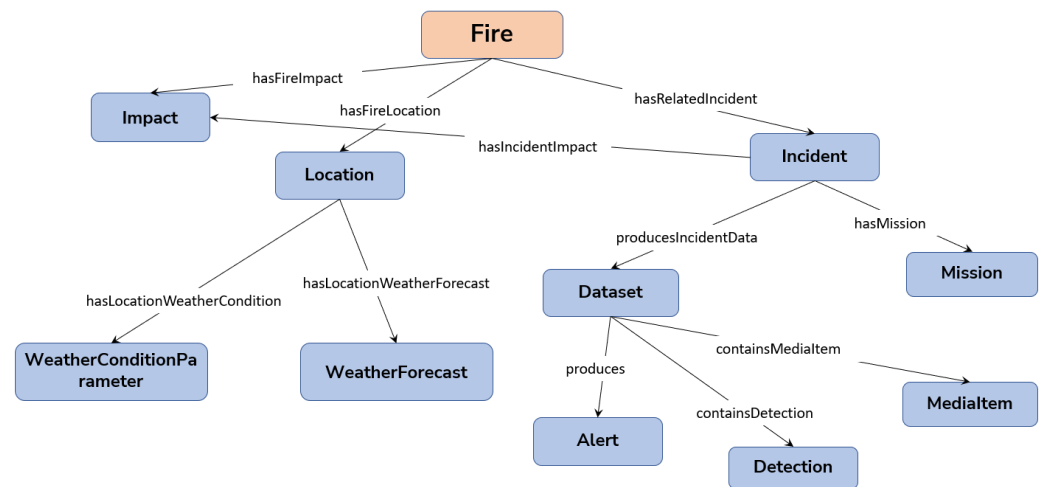 Fire
hasFireImpact
hasFireLocation
hasRelatedIncident
Impact
hasIncidentImpact
Incident
Location
producesIncidentData
hasMission
hasLocationWeatherCondition
hasLocationWeatherForecast
Dataset
Mission
WeatherConditionPa
rameter
WeatherForecast
produces
containsMediaItem
containsDetection
MediaItem
Alert
Detection